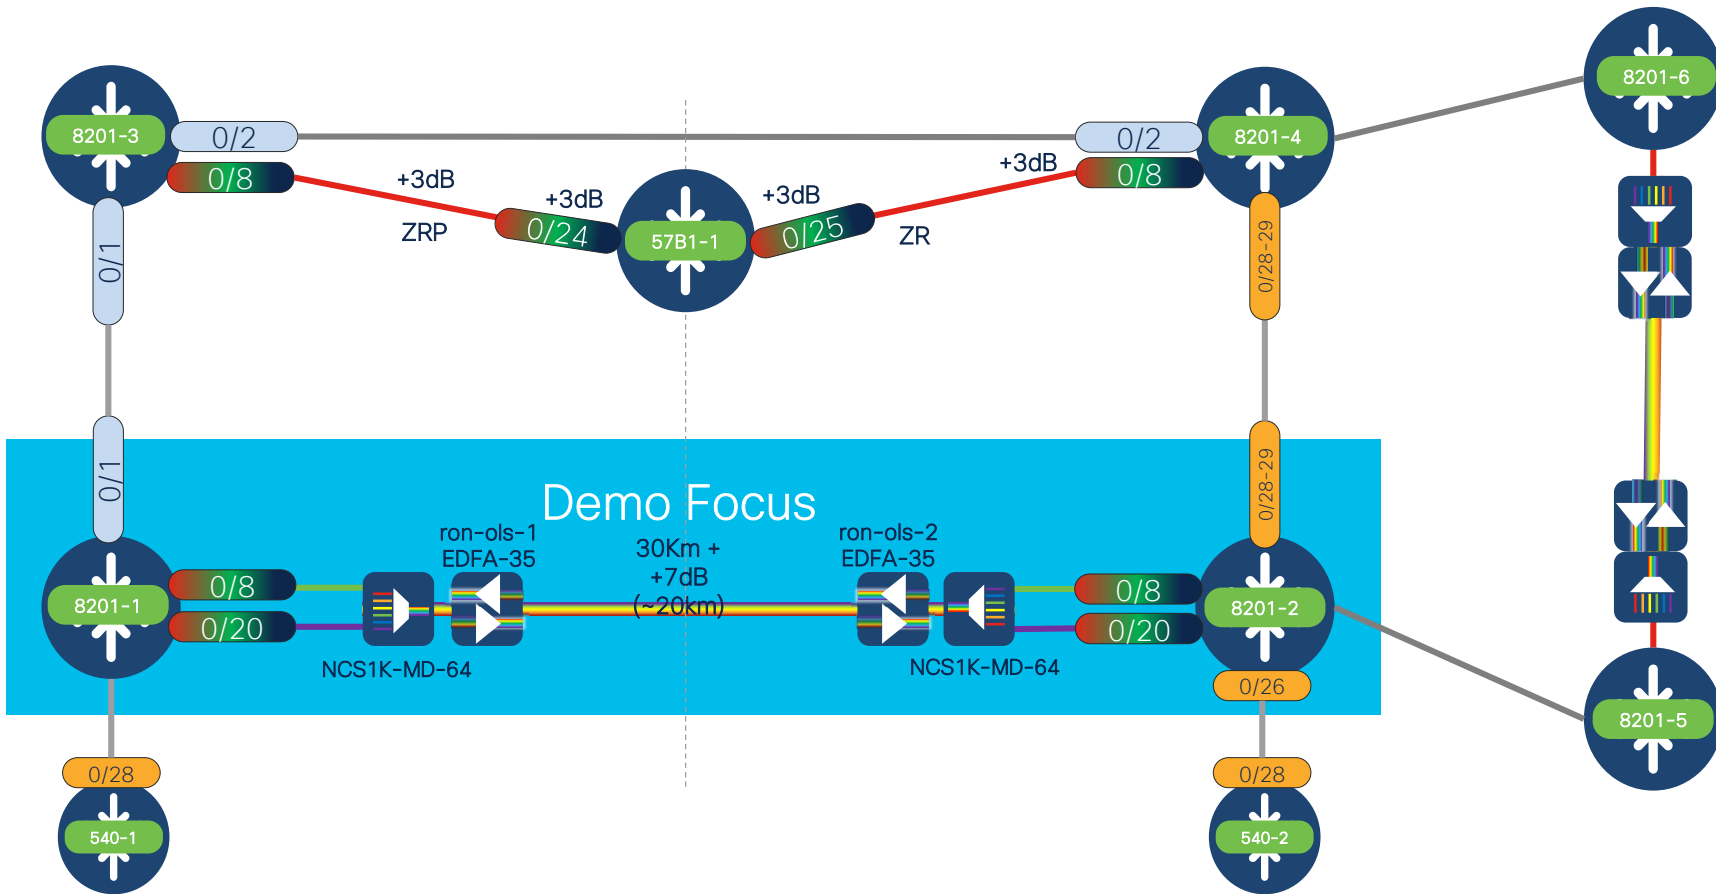 8201-6
8201-3
0/2
0/2
8201-4
0/8
+3dB
+3dB
0/8
+3dB
+3dB
ZRP
0/24
57B1-1
0/25
ZR
0/1
0/28-29
0/1
0/28-29
Demo Focus
ron-ols-1
EDFA-35
30Km +
+7dB
(~20km)
ron-ols-2
EDFA-35
8201-1
0/8
0/20
0/8
0/20
8201-2
NCS1K-MD-64
NCS1K-MD-64
0/26
8201-5
0/28
0/28
540-1
540-2